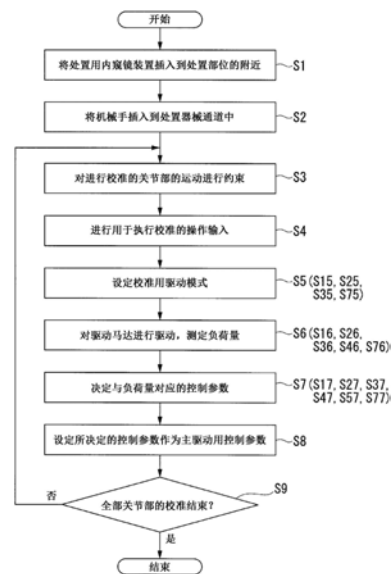 开始
将处置用内窥镜装置插入到处置部位的附近
S1
将机械手插入到处置器械通道中
S2
对进行校准的关节部的运动进行约束
S3
进行用于执行校准的操作输入
S4
设定校准用驱动模式
S5(S15, S25,
S35, S75)
对驱动马达进行驱动，测定负荷量
S6(S16, S26,
S36, S46, S76)
决定与负荷量对应的控制参数
S7(S17, S27, S37,
S47, S57, S77)
设定所决定的控制参数作为主驱动用控制参数
S8
S9
否
全部关节部的校准结束?
是
结束